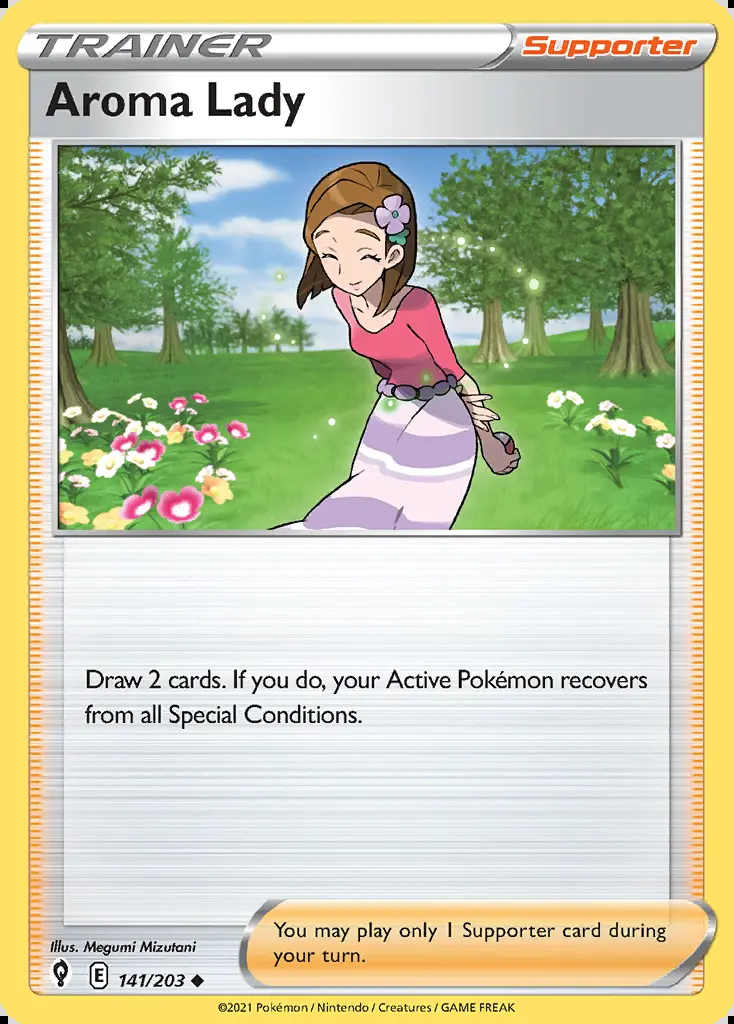 TRAINER
Supporter
Aroma Lady
Draw 2 cards. If you do, your Active Pokémon recovers
from all Special Conditions.
You may play only 1 Supporter card during
your turn.
Illus. Megumi Mizutani
E 141/203
©2021 Pokémon / Nintendo / Creatures / GAME FREAK